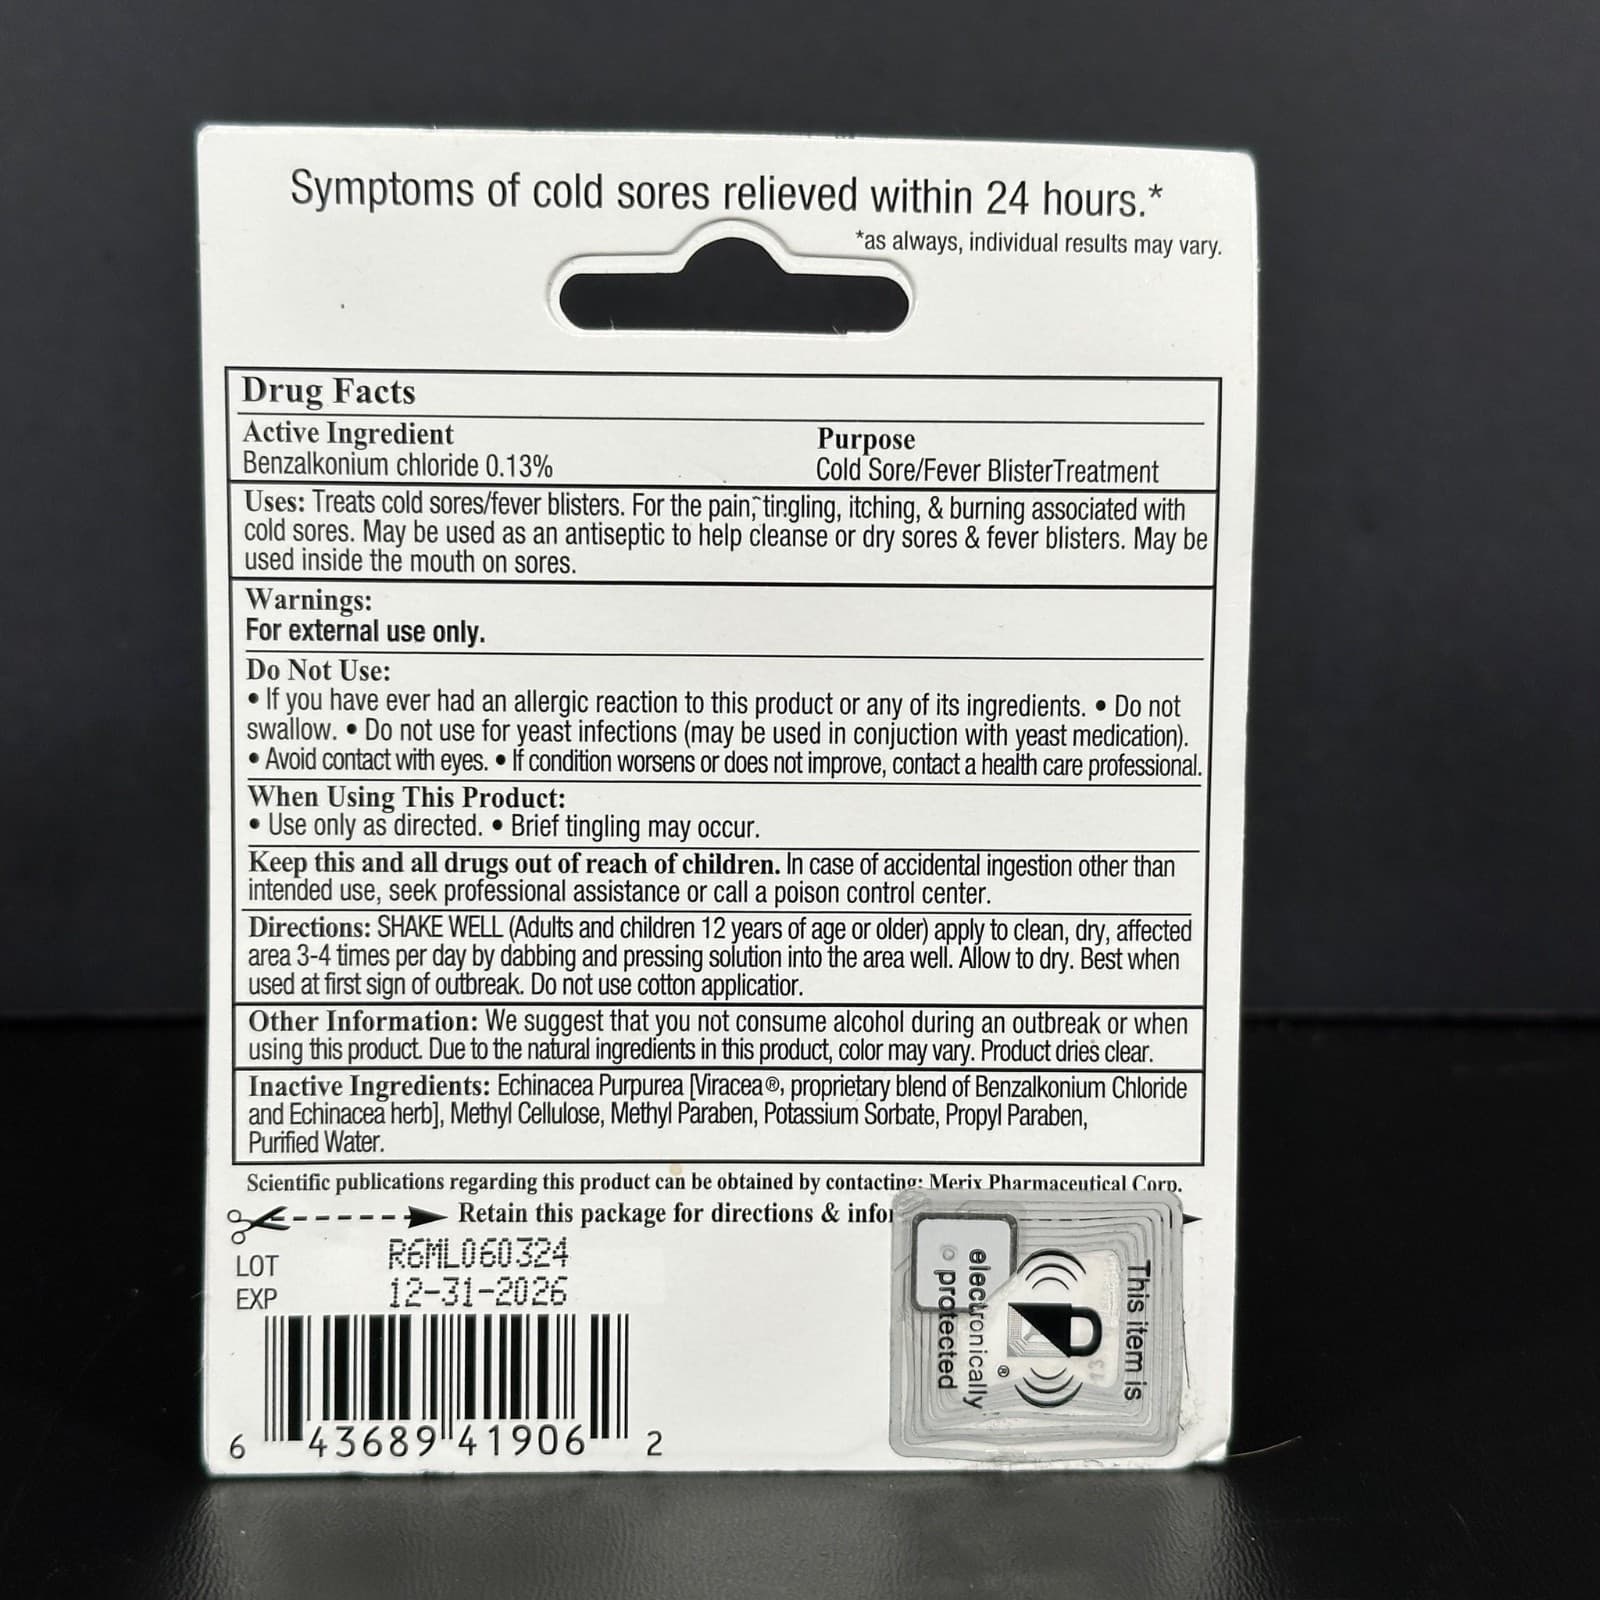 Symptoms of cold sores relieved within 24 hours.*
*as always, individual results may vary.
Drug Facts
Active Ingredient
Purpose
Benzalkonium chloride 0.13%
Cold Sore/Fever BlisterTreatment
Uses: Treats cold sores/fever blisters. For the pain, tingling, itching, & burning associated with
cold sores. May be used as an antiseptic to help cleanse or dry sores & fever blisters. May be
used inside the mouth on sores.
Warnings:
For external use only.
Do Not Use:
• If you have ever had an allergic reaction to this product or any of its ingredients. • Do not
swallow. • Do not use for yeast infections (may be used in conjuction with yeast medication).
• Avoid contact with eyes. • If condition worsens or does not improve, contact a health care professional.
When Using This Product:
• Use only as directed. • Brief tingling may occur.
Keep this and all drugs out of reach of children. In case of accidental ingestion other than
intended use, seek professional assistance or call a poison control center.
Directions: SHAKE WELL (Adults and children 12 years of age or older) apply to clean, dry, affected
area 3-4 times per day by dabbing and pressing solution into the area well. Allow to dry. Best when
used at first sign of outbreak. Do not use cotton applicatior.
Other Information: We suggest that you not consume alcohol during an outbreak or when
using this product. Due to the natural ingredients in this product, color may vary. Product dries clear.
Inactive Ingredients: Echinacea Purpurea [Viracea®, proprietary blend of Benzalkonium Chloride
and Echinacea herb], Methyl Cellulose, Methyl Paraben, Potassium Sorbate, Propyl Paraben,
Purified Water.
Scientific publications regarding this product can be obtained by contacting: Merix Pharmaceutical Corp.
Retain this package for directions & infor
LOT R6ML060324
EXP 12-31-2026
6 43689 41906 2
This item is
electronically
protected
®